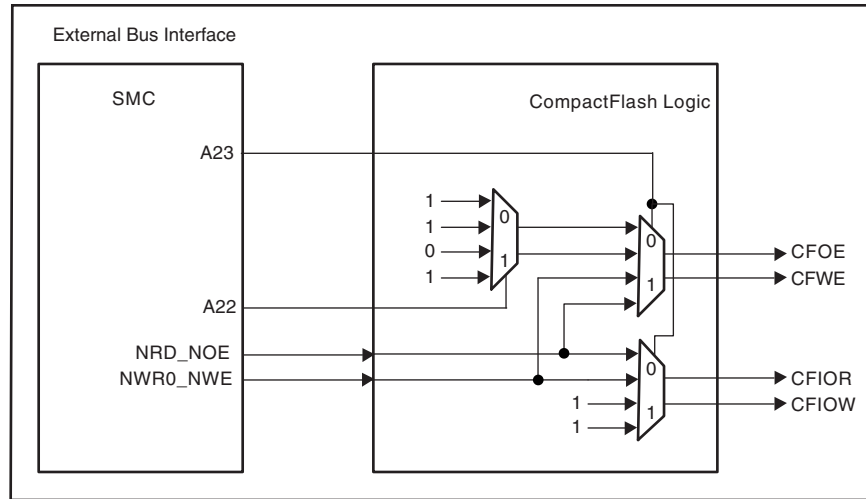 External Bus Interface
SMC
CompactFlash Logic
A23
1
1
0
1
0
1
0
1
CFOE
CFWE
A22
NRD_NOE
NWR0_NWE
0
1
1
1
CFIOR
CFIOW